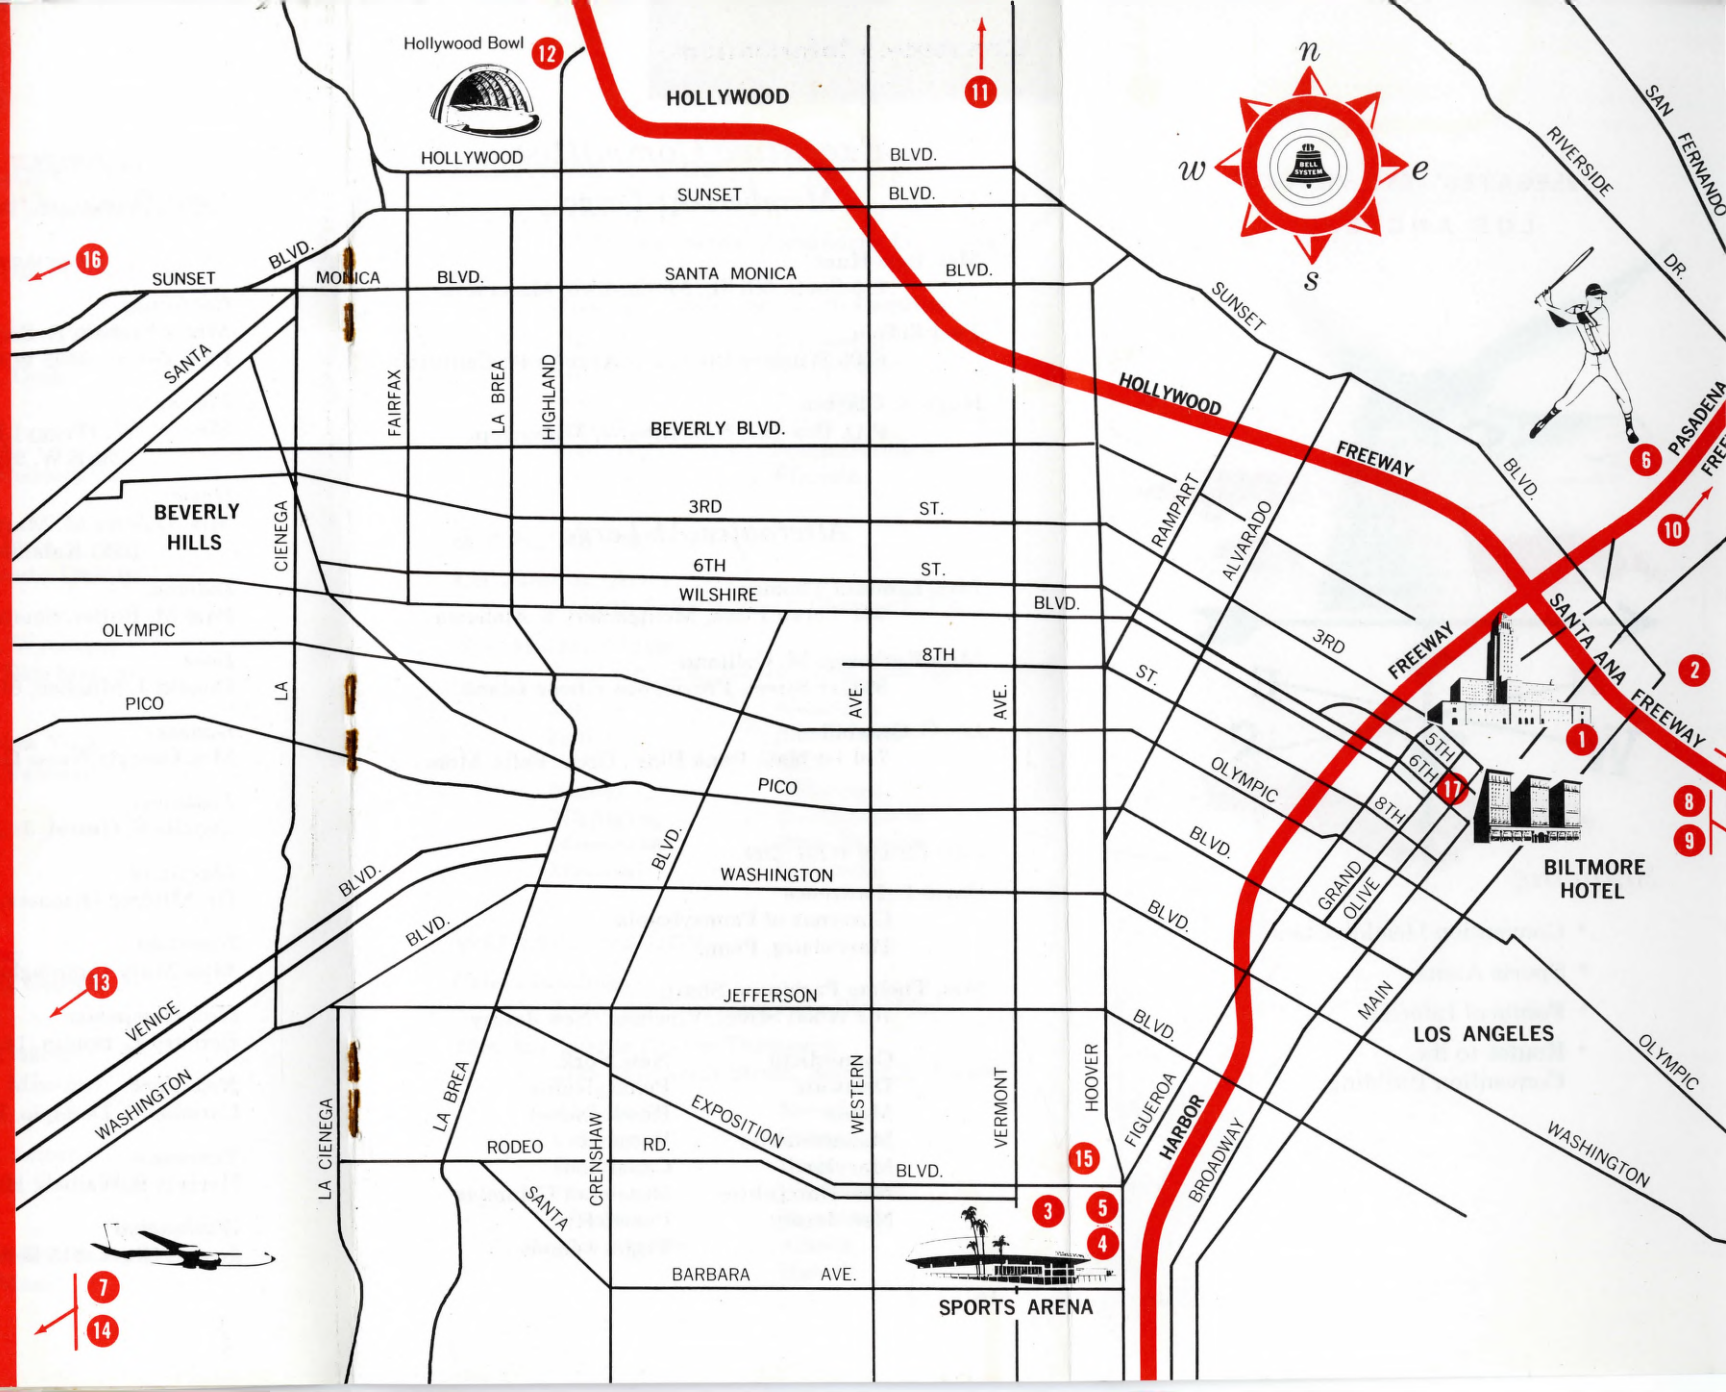 Hollywood Bowl
12
11
n
HOLLYWOOD
w
BELL
SYSTEM
e
s
SAN FERNANDO
RIVERSIDE DR.
HOLLYWOOD BLVD.
SUNSET BLVD.
16
SUNSET BLVD.
SANTA MONICA BLVD.
SANTA MONICA BLVD.
SUNSET BLVD.
FAIRFAX
LA BREA
HIGHLAND
BEVERLY BLVD.
HOLLYWOOD FREEWAY
PASADENA FREE
6
10
BEVERLY
HILLS
LA CIENEGA
3RD ST.
RAMPART
ALVARADO
6TH ST.
WILSHIRE BLVD.
OLYMPIC
8TH ST.
3RD
FREEWAY
SANTA ANA FREEWAY
2
PICO
AVE.
AVE.
5TH
6TH
1
17
PICO
OLYMPIC BLVD.
8TH
8
9
BLVD.
BILTMORE
HOTEL
WASHINGTON BLVD.
GRAND
OLIVE
BLVD.
BLVD.
13
VENICE
WASHINGTON
JEFFERSON BLVD.
MAIN
LOS ANGELES
OLYMPIC
LA CIENEGA
LA BREA
CRENSHAW
WESTERN
VERMONT
HOOVER
FIGUEROA
HARBOR
BROADWAY
WASHINGTON
EXPOSITION BLVD.
RODEO RD.
15
3
5
4
SANTA BARBARA AVE.
SPORTS ARENA
7
14